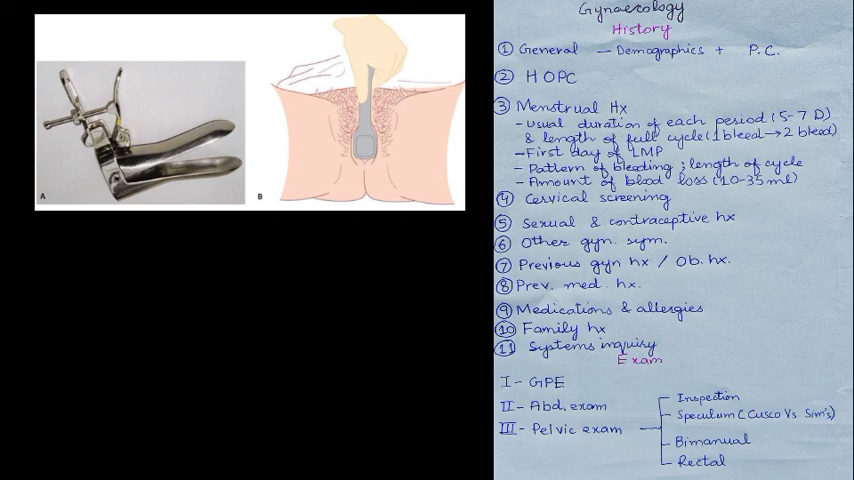 A
B
Gynaecology
History
① General — Demographics + P.C.
② HOPC
③ Menstrual Hx
- Usual duration of each period (5-7 D)
& length of full cycle (1 bleed → 2 bleed)
- First day of LMP
- Pattern of bleeding ; length of cycle
- Amount of blood loss (10-35 ml)
④ Cervical screening
⑤ Sexual & contraceptive hx
⑥ Other gyn. sym.
⑦ Previous gyn hx / Ob. hx.
⑧ Prev. med. hx.
⑨ Medications & allergies
⑩ Family hx
⑪ Systems inquiry
Exam
I - GPE
II - Abd. exam
III - Pelvic exam
Inspection
Speculum (Cusco Vs Sim's)
Bimanual
Rectal